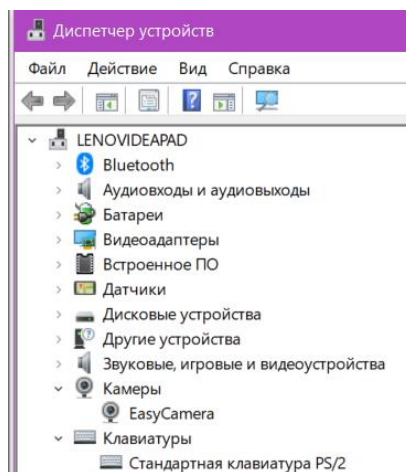 Диспетчер устройств
Файл Действие Вид Справка
LENOVIDEAPAD
Bluetooth
Аудиовходы и аудиовыходы
Батареи
Видеоадаптеры
Встроенное ПО
Датчики
Дисковые устройства
Другие устройства
Звуковые, игровые и видеоустройства
Камеры
EasyCamera
Клавиатуры
Стандартная клавиатура PS/2